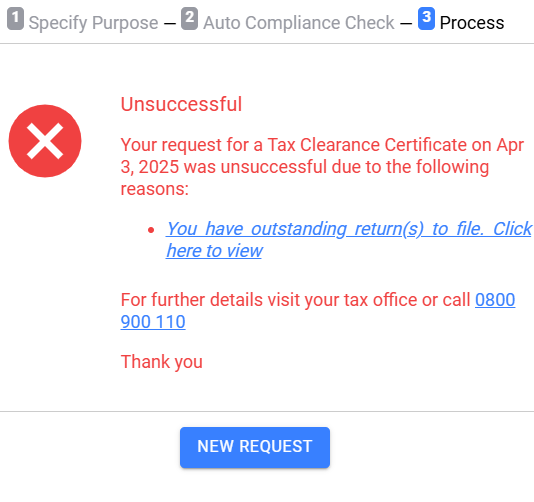 1 Specify Purpose — 2 Auto Compliance Check — 3 Process
Unsuccessful
Your request for a Tax Clearance Certificate on Apr
3, 2025 was unsuccessful due to the following
reasons:
• You have outstanding return(s) to file. Click
here to view
For further details visit your tax office or call 0800
900 110
Thank you
NEW REQUEST